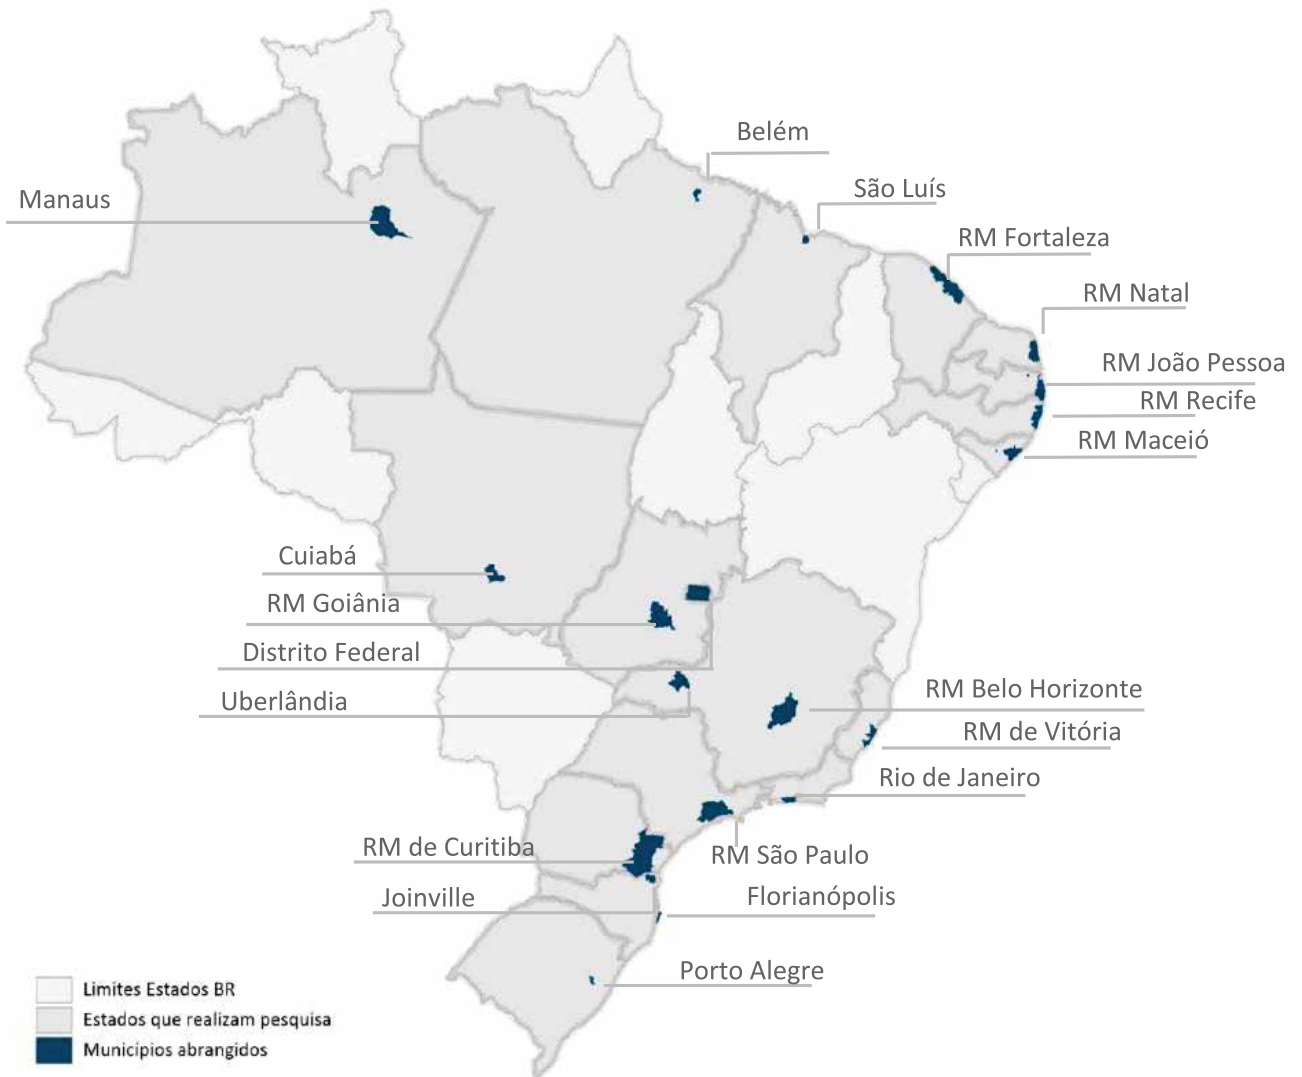 Belém
São Luís
Manaus
RM Fortaleza
RM Natal
RM João Pessoa
RM Recife
RM Maceió
Cuiabá
RM Goiânia
Distrito Federal
Uberlândia
RM Belo Horizonte
RM de Vitória
Rio de Janeiro
RM de Curitiba
RM São Paulo
Joinville
Florianópolis
Porto Alegre
Limites Estados BR
Estados que realizam pesquisa
Municípios abrangidos